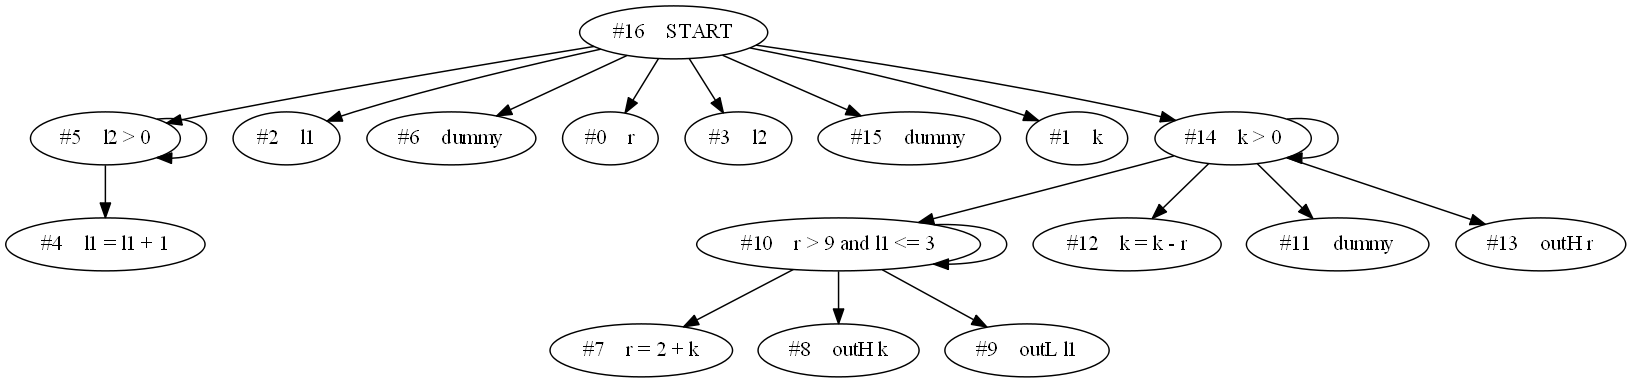 #16 START
#5 l2 > 0
#2 l1
#6 dummy
#0 r
#3 l2
#15 dummy
#1 k
#14 k > 0
#4 l1 = l1 + 1
#10 r > 9 and l1 <= 3
#12 k = k - r
#11 dummy
#13 outH r
#7 r = 2 + k
#8 outH k
#9 outL l1